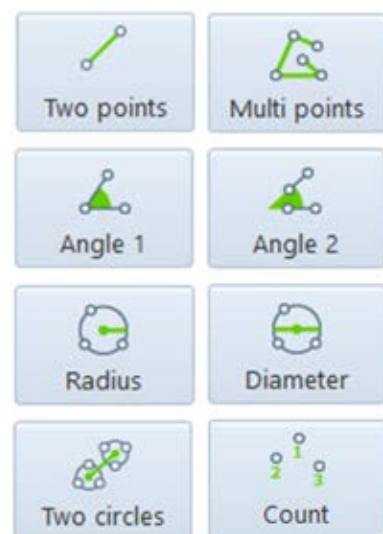 Two points
Multi points
Angle 1
Angle 2
Radius
Diameter
Two circles
1
2
3
Count